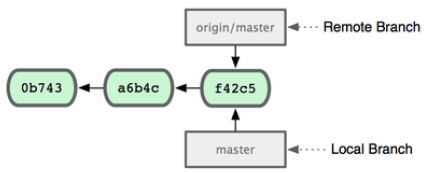 origin/master
Remote Branch
0b743
a6b4c
f42c5
master
Local Branch